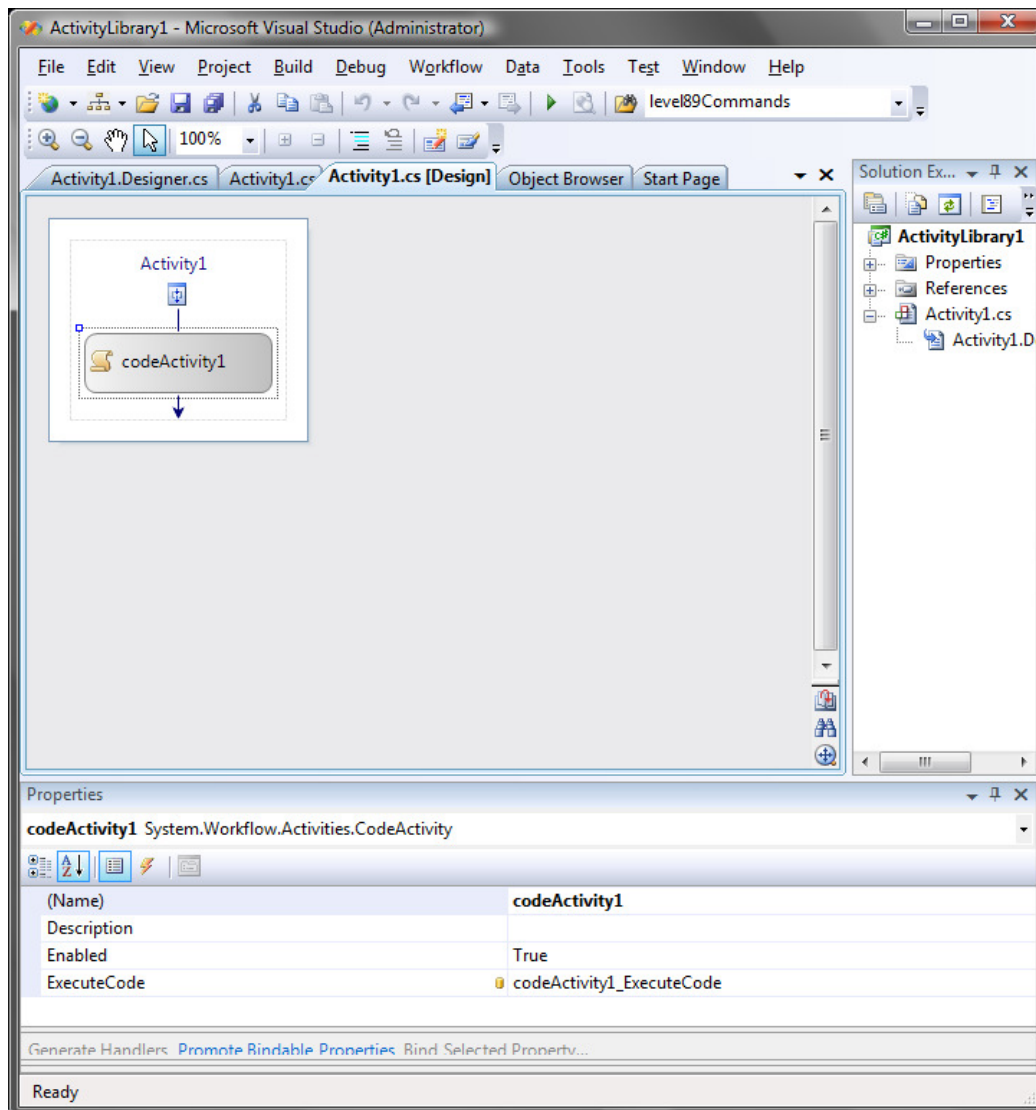 ActivityLibrary1 - Microsoft Visual Studio (Administrator)
File Edit View Project Build Debug Workflow Data Tools Test Window Help
level89Commands
100%
Activity1.Designer.cs Activity1.cs Activity1.cs [Design] Object Browser Start Page
Solution Ex...
Activity1
codeActivity1
ActivityLibrary1
Properties
References
Activity1.cs
Activity1.D
Properties
codeActivity1 System.Workflow.Activities.CodeActivity
(Name) codeActivity1
Description
Enabled True
ExecuteCode codeActivity1_ExecuteCode
Generate Handlers Promote Bindable Properties Bind Selected Property...
Ready